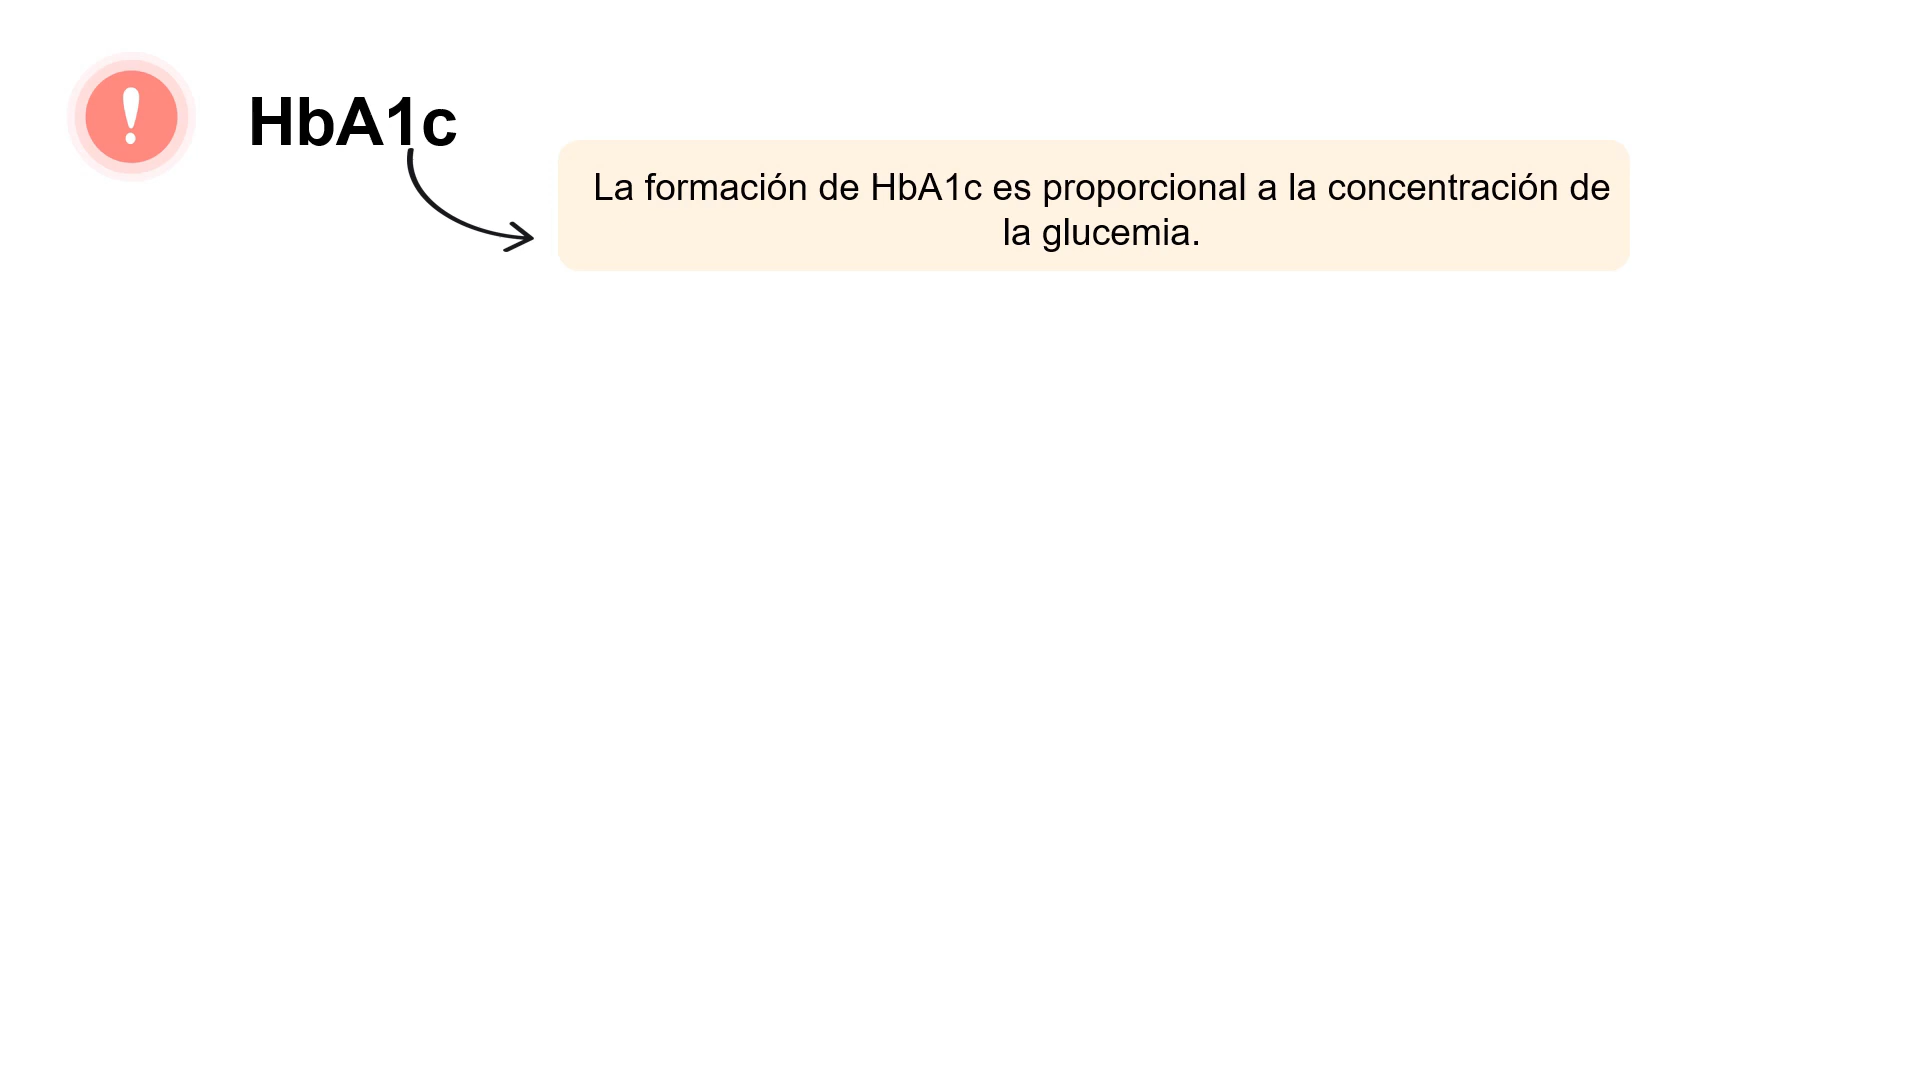 HbA1c
La formación de HbA1c es proporcional a la concentración de
la glucemia.